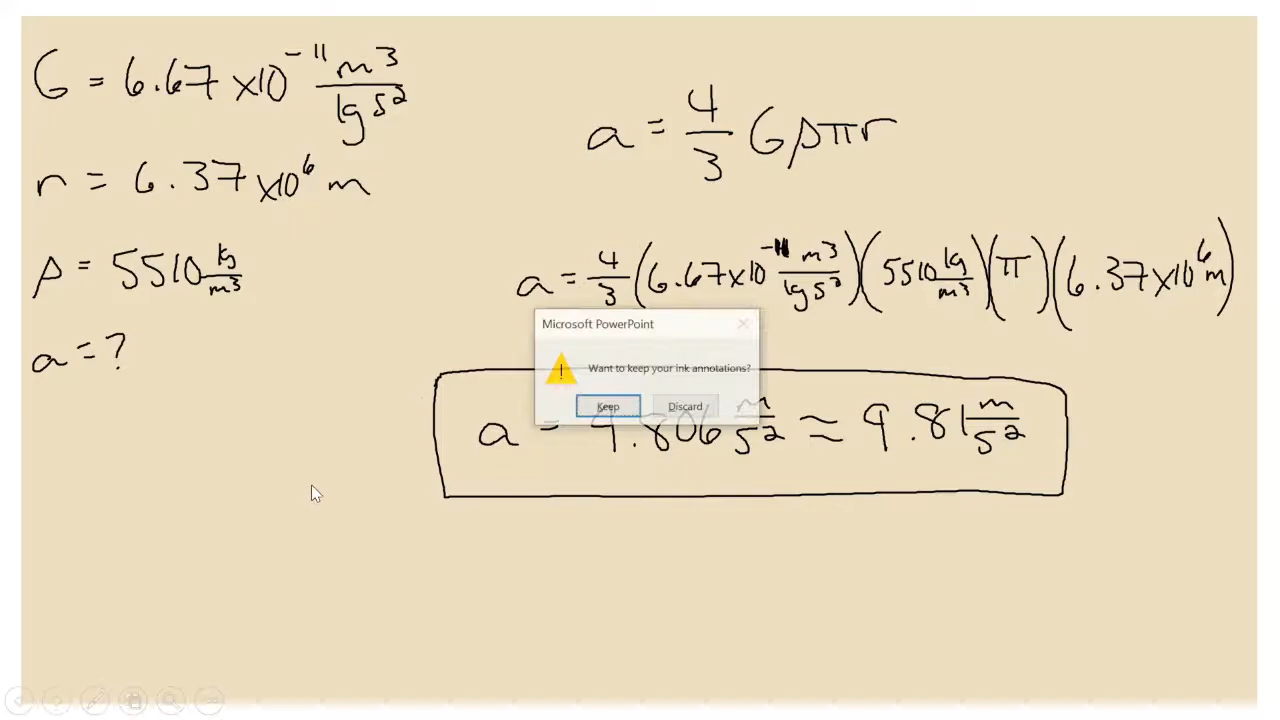 G = 6.67 x10^-11 m^3/kg s^2
r = 6.37 x10^6 m
ρ = 5510 kg/m^3
a = ?
a = 4/3 Gρπr
a = 4/3 (6.67x10^-11 m^3/kg s^2)(5510 kg/m^3)(π)(6.37x10^6 m)
Microsoft PowerPoint
Want to keep your ink annotations?
Keep
Discard
a = 9.806 m/s^2 ≈ 9.81 m/s^2